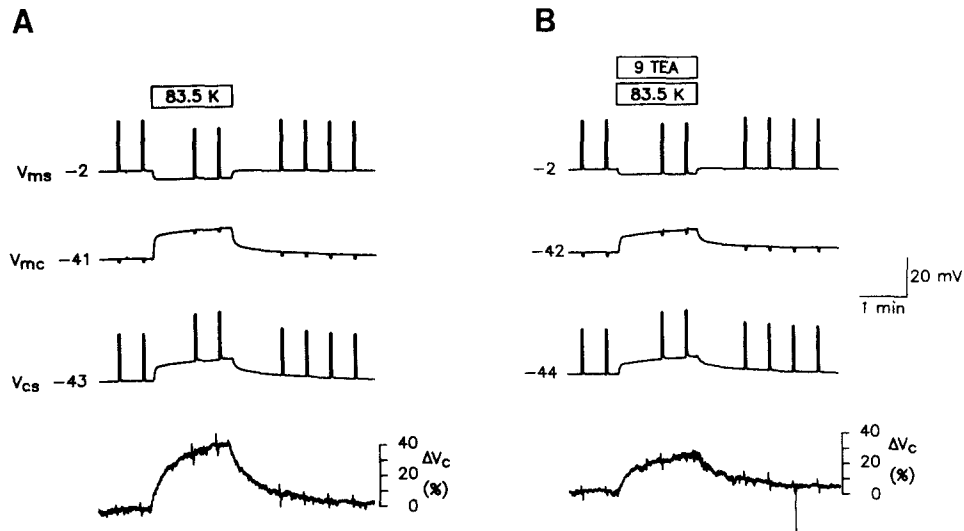 A
B
9 TEA
83.5 K
83.5 K
Vms -2
-2
Vmc -41
-42
20 mV
1 min
Vcs -43
-44
40
20
0
ΔVc
(%)
40
20
0
ΔVc
(%)